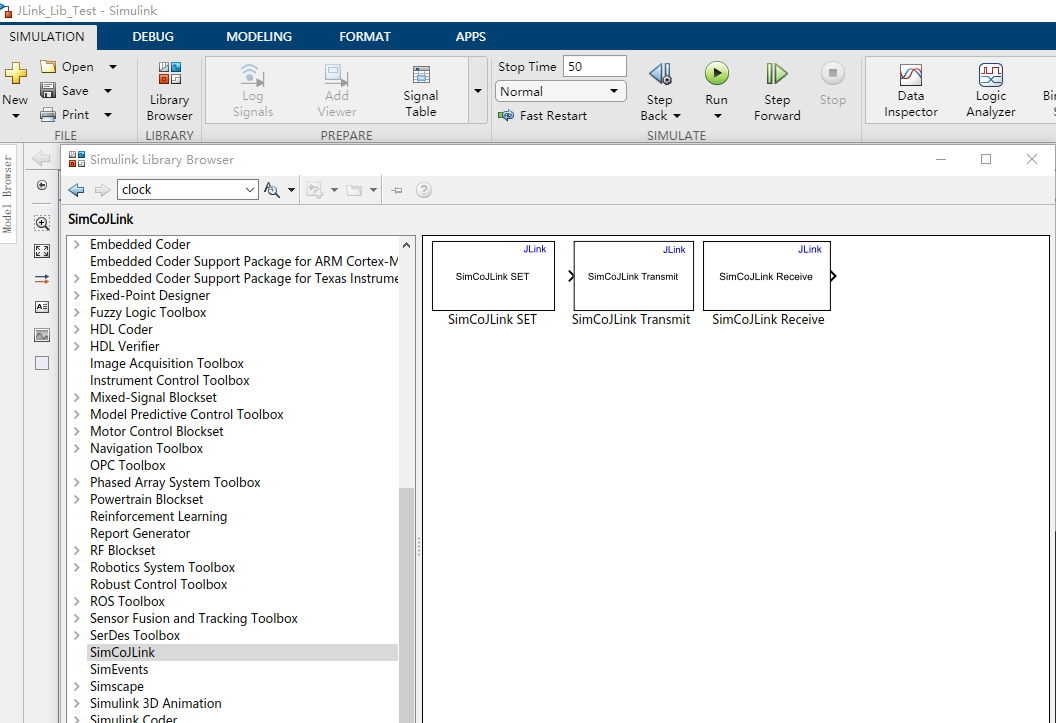 JLink_Lib_Test - Simulink
SIMULATION DEBUG MODELING FORMAT APPS
New
Open
Save
Print
FILE
Library
Browser
LIBRARY
Log
Signals
Add
Viewer
Signal
Table
PREPARE
Stop Time 50
Normal
Fast Restart
Step
Back
Run
Step
Forward
Stop
SIMULATE
Data
Inspector
Logic
Analyzer
Model Browser
Simulink Library Browser
clock
SimCoJLink
Embedded Coder
Embedded Coder Support Package for ARM Cortex-M
Embedded Coder Support Package for Texas Instrume
Fixed-Point Designer
Fuzzy Logic Toolbox
HDL Coder
HDL Verifier
Image Acquisition Toolbox
Instrument Control Toolbox
Mixed-Signal Blockset
Model Predictive Control Toolbox
Motor Control Blockset
Navigation Toolbox
OPC Toolbox
Phased Array System Toolbox
Powertrain Blockset
Reinforcement Learning
Report Generator
RF Blockset
Robotics System Toolbox
Robust Control Toolbox
ROS Toolbox
Sensor Fusion and Tracking Toolbox
SerDes Toolbox
SimCoJLink
SimEvents
Simscape
Simulink 3D Animation
Simulink Coder
JLink
SimCoJLink SET
SimCoJLink SET
JLink
SimCoJLink Transmit
SimCoJLink Transmit
JLink
SimCoJLink Receive
SimCoJLink Receive